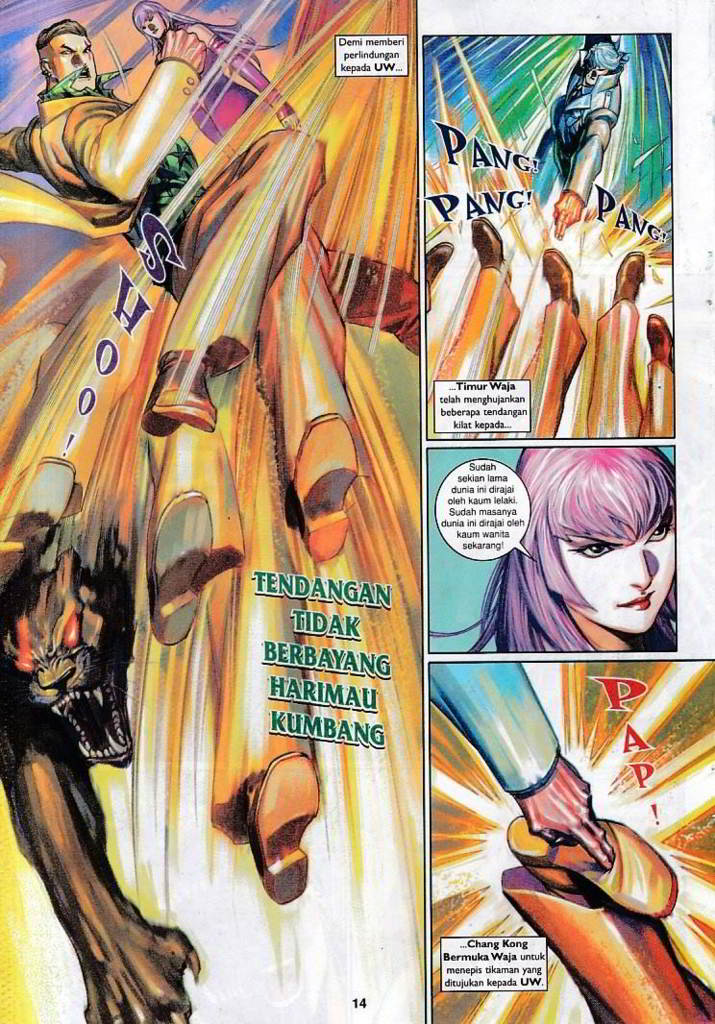 Demi memberi
perlindungan
kepada UW...
SHOOO!
TENDANGAN
TIDAK
BERBAYANG
HARIMAU
KUMBANG
PANG!
PANG!
PANG!
...Timur Waja
telah menghujankan
beberapa tendangan
kilat kepada...
Sudah
sekian lama
dunia ini dirajai
oleh kaum lelaki.
Sudah masanya
dunia ini dirajai oleh
kaum wanita
sekarang!
PAP!
...Chang Kong
Bermuka Waja untuk
menepis tikaman yang
ditujukan kepada UW.
14